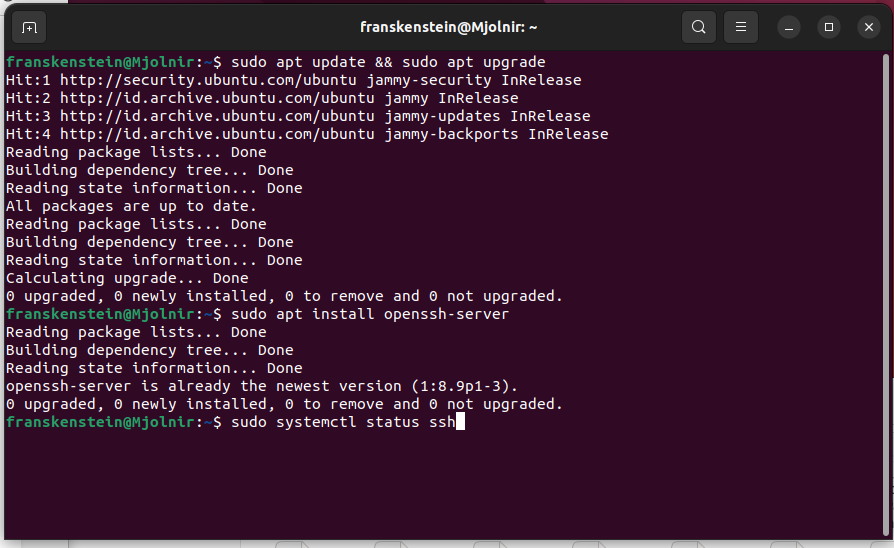 franskenstein@Mjolnir: ~
franskenstein@Mjolnir:~$ sudo apt update && sudo apt upgrade
Hit:1 http://security.ubuntu.com/ubuntu jammy-security InRelease
Hit:2 http://id.archive.ubuntu.com/ubuntu jammy InRelease
Hit:3 http://id.archive.ubuntu.com/ubuntu jammy-updates InRelease
Hit:4 http://id.archive.ubuntu.com/ubuntu jammy-backports InRelease
Reading package lists... Done
Building dependency tree... Done
Reading state information... Done
All packages are up to date.
Reading package lists... Done
Building dependency tree... Done
Reading state information... Done
Calculating upgrade... Done
0 upgraded, 0 newly installed, 0 to remove and 0 not upgraded.
franskenstein@Mjolnir:~$ sudo apt install openssh-server
Reading package lists... Done
Building dependency tree... Done
Reading state information... Done
openssh-server is already the newest version (1:8.9p1-3).
0 upgraded, 0 newly installed, 0 to remove and 0 not upgraded.
franskenstein@Mjolnir:~$ sudo systemctl status ssh